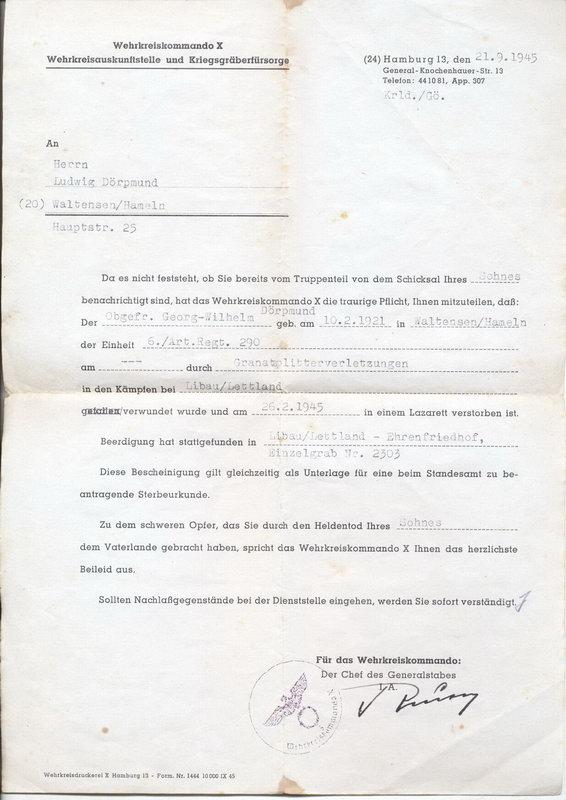 Wehrkreiskommando X
Wehrkreisauskunftstelle und Kriegsgräberfürsorge
(24) Hamburg 13, den 21.9.1945
General-Knochenhauer-Str. 13
Telefon: 44 10 81, App. 307
Krld./Gö.
An
Herrn
Ludwig Dörpmund
(20) Waltensen/Hameln
Hauptstr. 25
Da es nicht feststeht, ob Sie bereits vom Truppenteil von dem Schicksal Ihres Sohnes
benachrichtigt sind, hat das Wehrkreiskommando X die traurige Pflicht, Ihnen mitzuteilen, daß:
Der Obgefr. Georg-Wilhelm Dörpmund geb. am 10.2.1921 in Waltensen/Hameln
der Einheit 6./Art.Regt. 290
am --- durch Granatplitterverletzungen
in den Kämpfen bei Libau/Lettland
gefallen/verwundet wurde und am 26.2.1945 in einem Lazarett verstorben ist.
Beerdigung hat stattgefunden in Libau/Lettland - Ehrenfriedhof,
Einzelgrab Nr. 2303
Diese Bescheinigung gilt gleichzeitig als Unterlage für eine beim Standesamt zu be-
antragende Sterbeurkunde.
Zu dem schweren Opfer, das Sie durch den Heldentod Ihres Sohnes
dem Vaterlande gebracht haben, spricht das Wehrkreiskommando X Ihnen das herzlichste
Beileid aus.
Sollten Nachlaßgegenstände bei der Dienststelle eingehen, werden Sie sofort verständigt.
Für das Wehrkreiskommando:
Der Chef des Generalstabes
I. A.
Wehrkreiskommando X
Wehrkreisdruckerei X Hamburg 13 - Form. Nr. 1444 10 000 IX 45